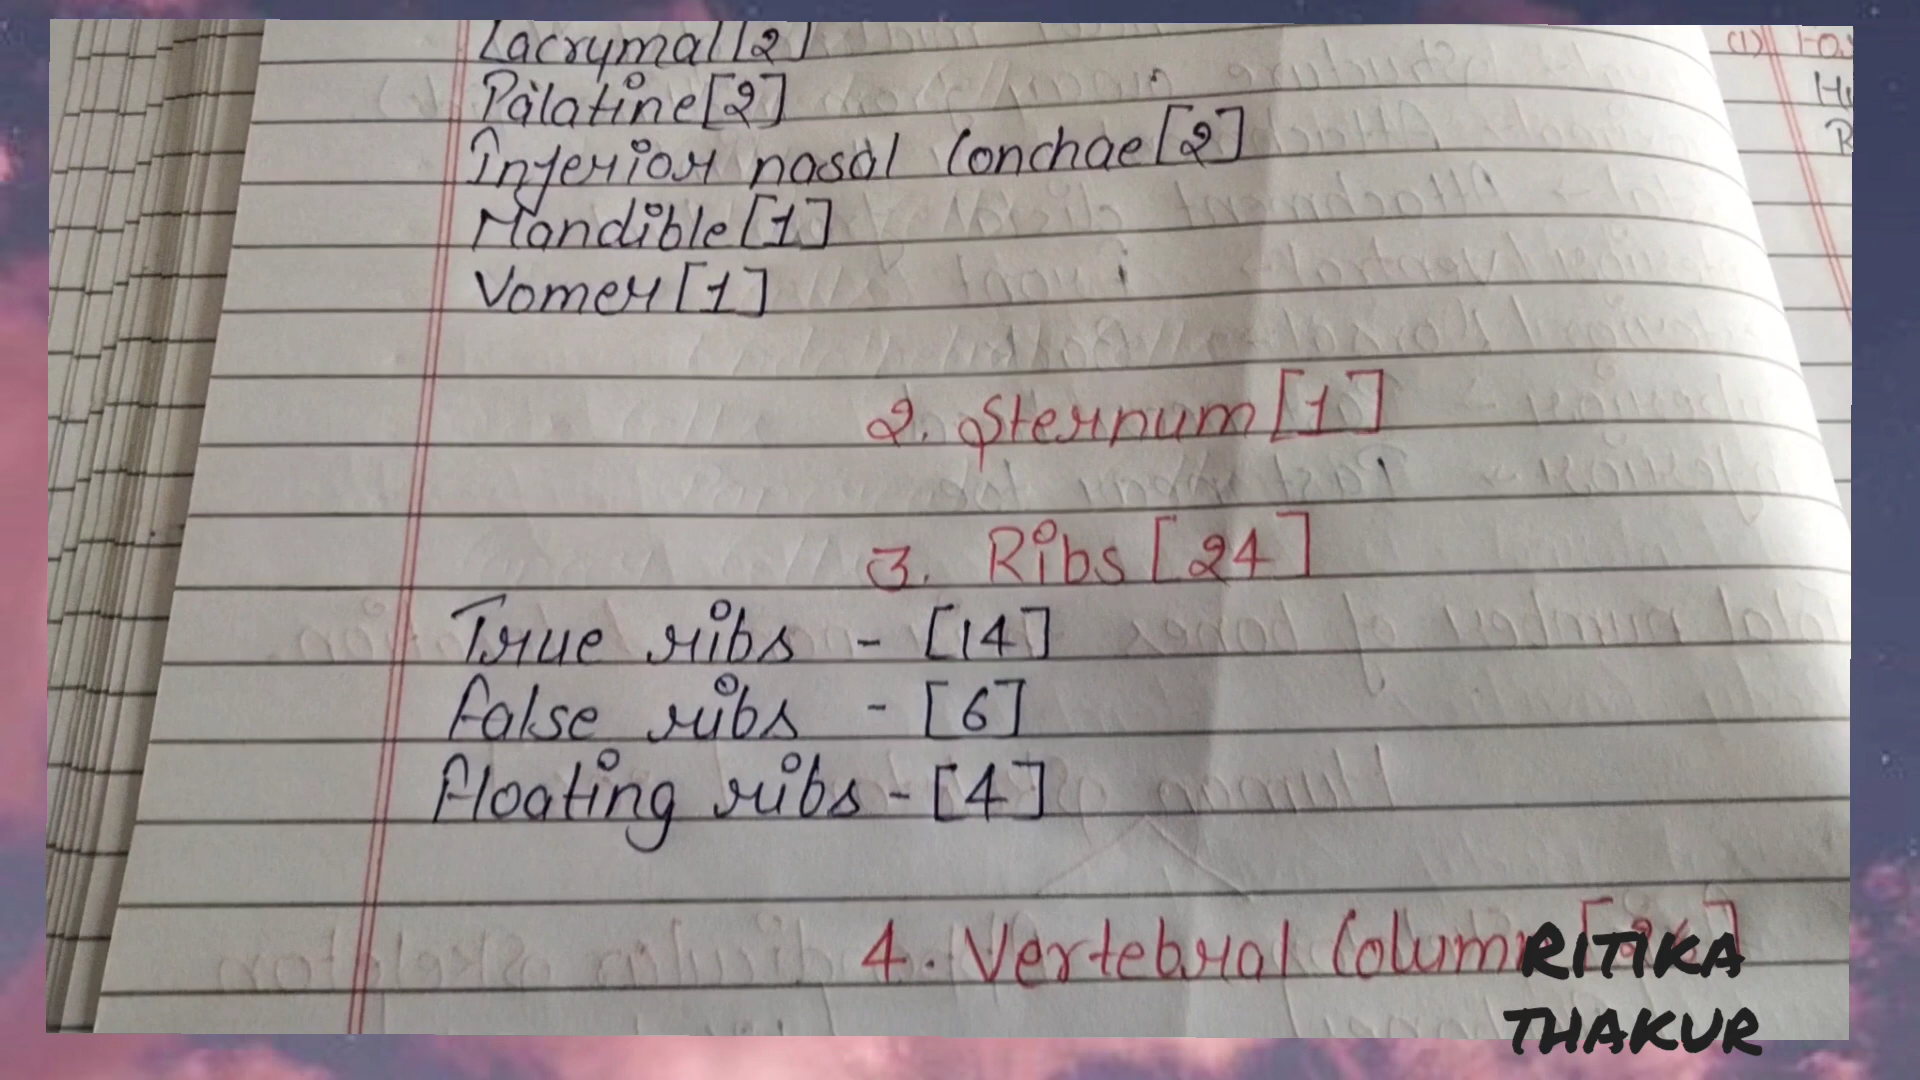 Lacrymal[2]
Palatine[2]
Inferior nasal Conchae[2]
Mandible[1]
Vomer[1]
2. Sternum[1]
3. Ribs[24]
True ribs - [14]
False ribs - [6]
Floating ribs - [4]
4. Vertebral Column
RITIKA
THAKUR
(1)